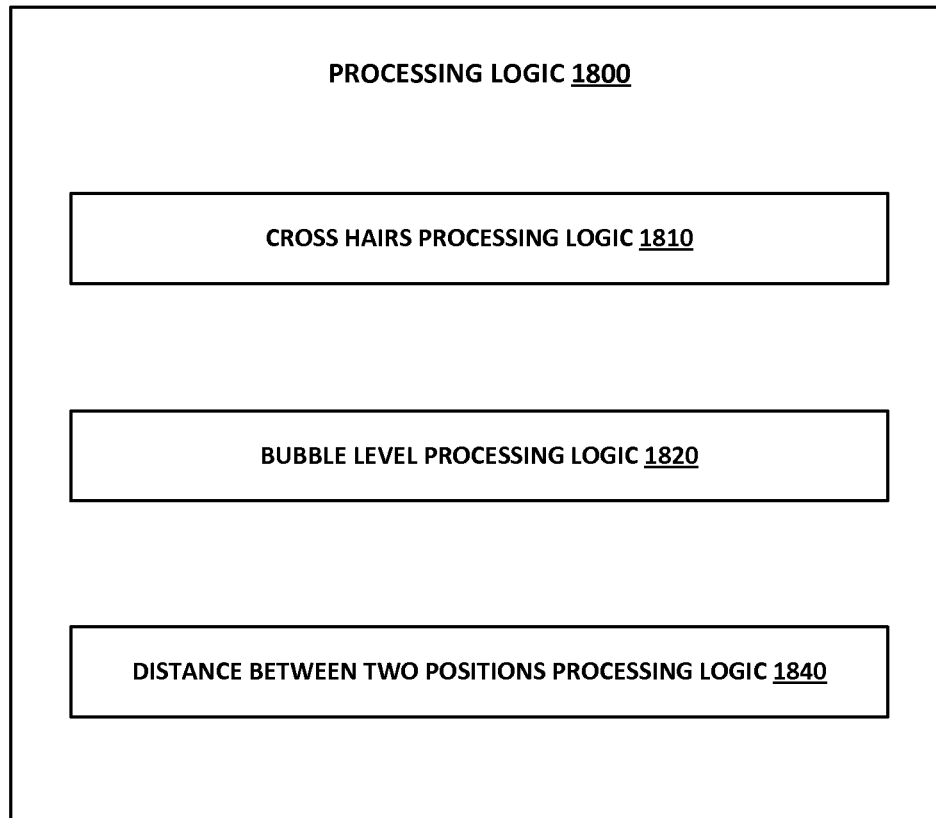 PROCESSING LOGIC 1800
CROSS HAIRS PROCESSING LOGIC 1810
BUBBLE LEVEL PROCESSING LOGIC 1820
DISTANCE BETWEEN TWO POSITIONS PROCESSING LOGIC 1840